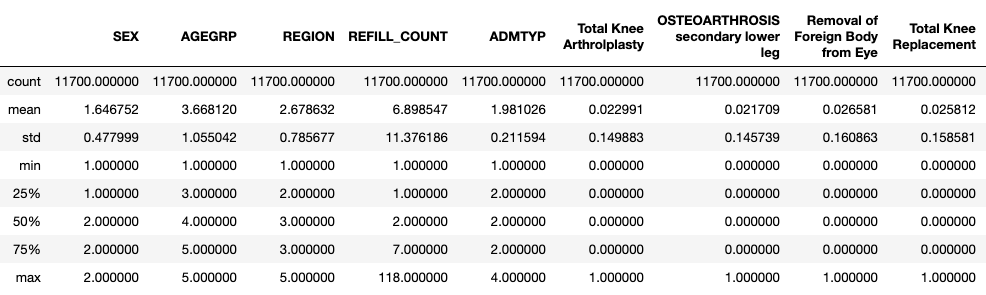 SEX AGEGRP REGION REFILL_COUNT ADMTYP Total Knee Arthrolplasty OSTEOARTHROSIS secondary lower leg Removal of Foreign Body from Eye Total Knee Replacement
count 11700.000000 11700.000000 11700.000000 11700.000000 11700.000000 11700.000000 11700.000000 11700.000000 11700.000000
mean 1.646752 3.668120 2.678632 6.898547 1.981026 0.022991 0.021709 0.026581 0.025812
std 0.477999 1.055042 0.785677 11.376186 0.211594 0.149883 0.145739 0.160863 0.158581
min 1.000000 1.000000 1.000000 1.000000 1.000000 0.000000 0.000000 0.000000 0.000000
25% 1.000000 3.000000 2.000000 1.000000 2.000000 0.000000 0.000000 0.000000 0.000000
50% 2.000000 4.000000 3.000000 2.000000 2.000000 0.000000 0.000000 0.000000 0.000000
75% 2.000000 5.000000 3.000000 7.000000 2.000000 0.000000 0.000000 0.000000 0.000000
max 2.000000 5.000000 5.000000 118.000000 4.000000 1.000000 1.000000 1.000000 1.000000